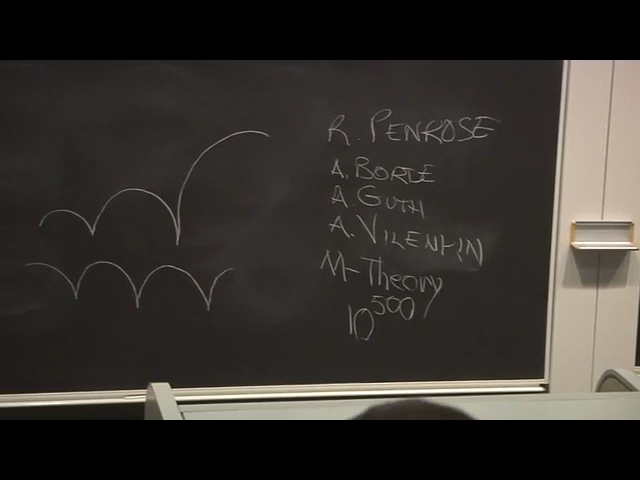 R. PENROSE
A. BORDE
A. GUTH
A. VILENKIN
M-Theory
10^500